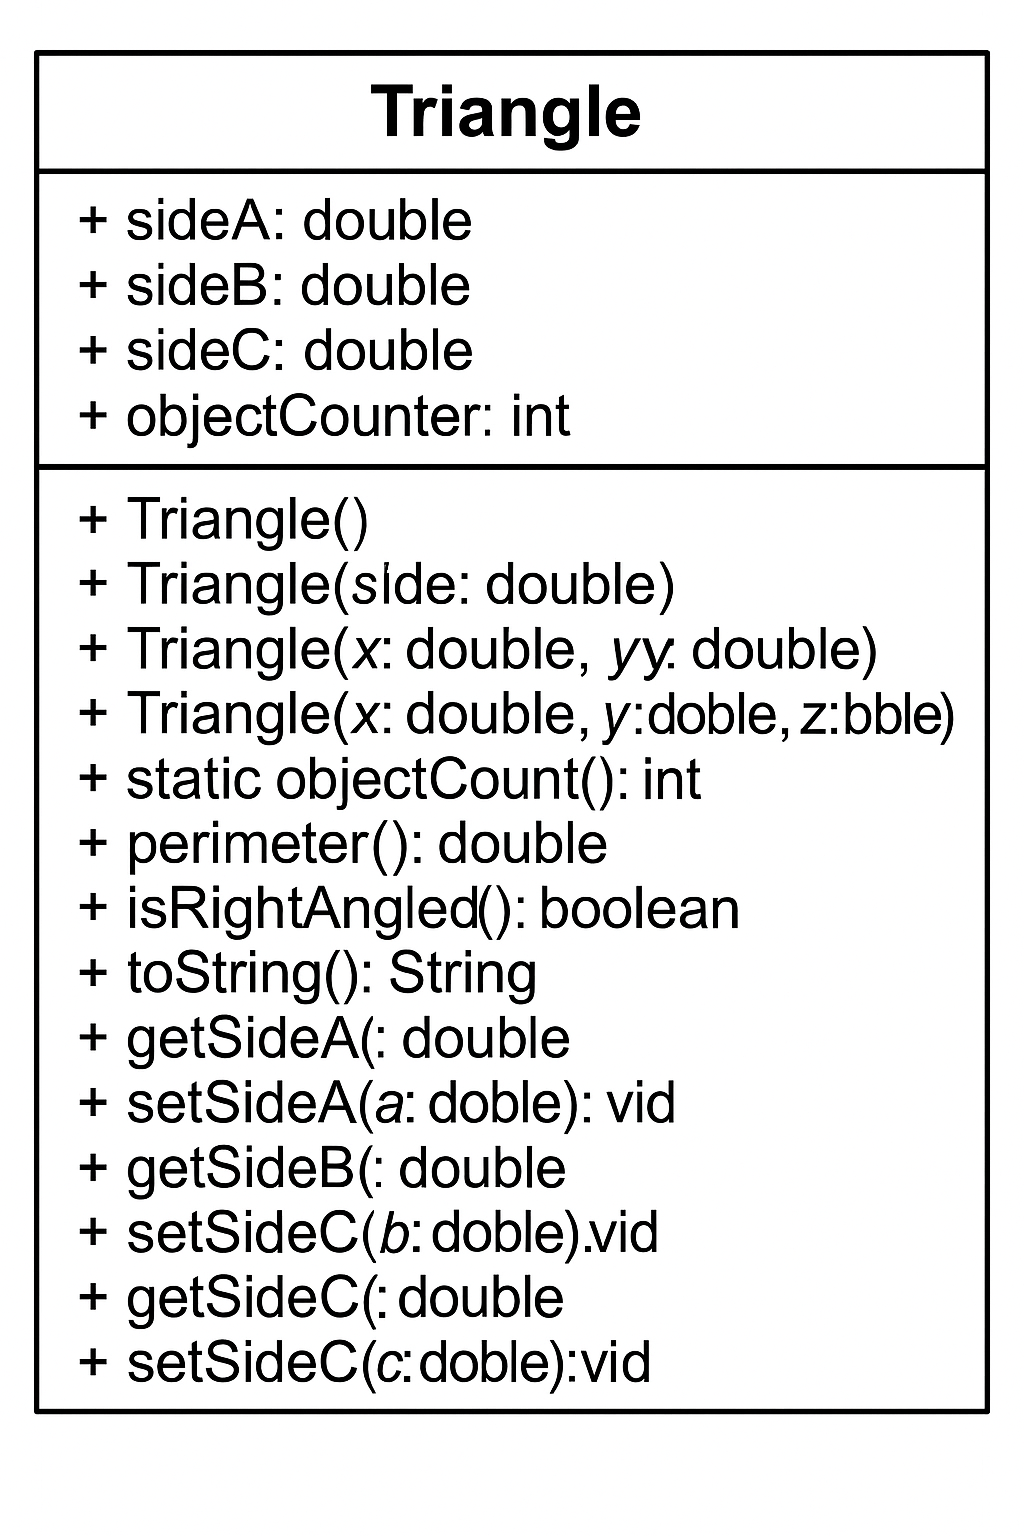 Triangle
+ sideA: double
+ sideB: double
+ sideC: double
+ objectCounter: int
+ Triangle()
+ Triangle(side: double)
+ Triangle(x: double, yy: double)
+ Triangle(x: double, y:doble, z:bble)
+ static objectCount(): int
+ perimeter(): double
+ isRightAngled(): boolean
+ toString(): String
+ getSideA(: double
+ setSideA(a: doble): vid
+ getSideB(: double
+ setSideC(b: doble).vid
+ getSideC(: double
+ setSideC(c: doble):vid